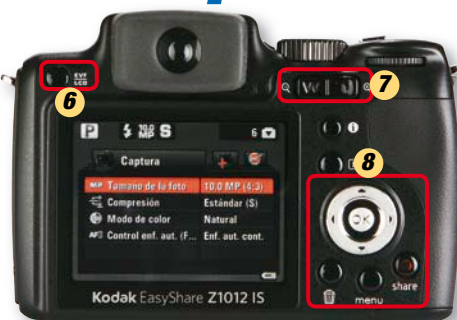 6
EVF
LCD
W
7
P 10.0 MP S 6
8
Captura
MP Tamaño de la foto 10.0 MP (4:3)
Compresión Estándar (S)
Modo de color Natural
AF Control enf. aut. (F... Enf. aut. cont.
OK
share
menu
Kodak EasyShare Z1012 IS